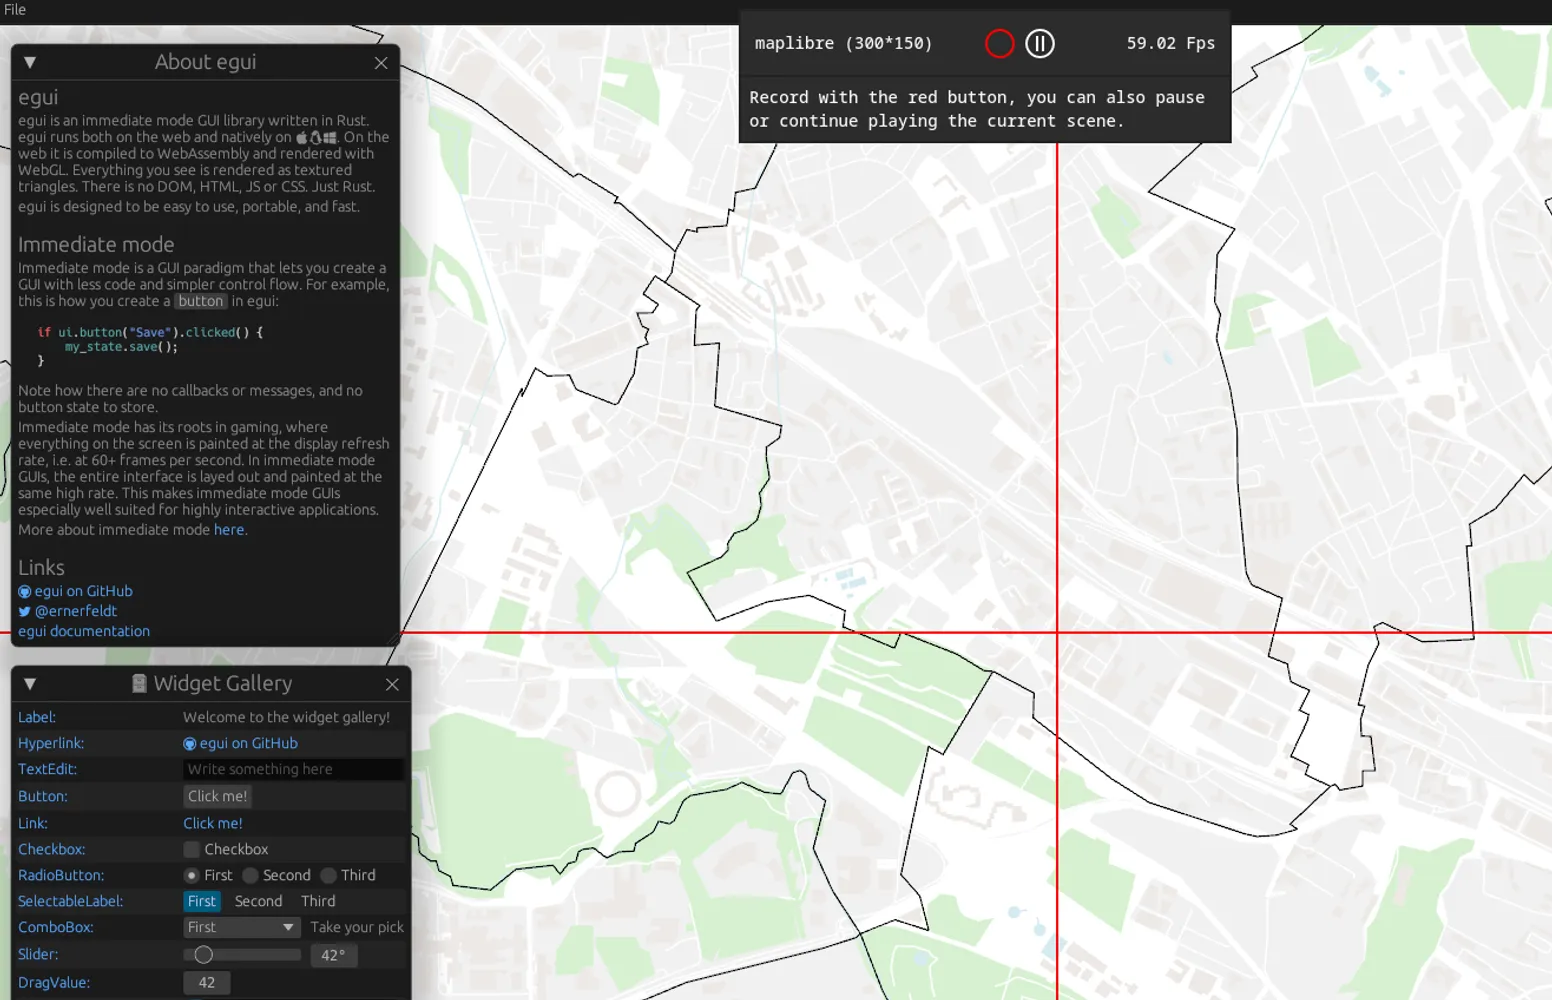 File
maplibre (300*150)
59.02 Fps
Record with the red button, you can also pause
or continue playing the current scene.
About egui
egui
egui is an immediate mode GUI library written in Rust.
egui runs both on the web and natively on . On the
web it is compiled to WebAssembly and rendered with
WebGL. Everything you see is rendered as textured
triangles. There is no DOM, HTML, JS or CSS. Just Rust.
egui is designed to be easy to use, portable, and fast.
Immediate mode
Immediate mode is a GUI paradigm that lets you create a
GUI with less code and simpler control flow. For example,
this is how you create a button in egui:
if ui.button("Save").clicked() {
my_state.save();
}
Note how there are no callbacks or messages, and no
button state to store.
Immediate mode has its roots in gaming, where
everything on the screen is painted at the display refresh
rate, i.e. at 60+ frames per second. In immediate mode
GUIs, the entire interface is layed out and painted at the
same high rate. This makes immediate mode GUIs
especially well suited for highly interactive applications.
More about immediate mode here.
Links
egui on GitHub
@ernerfeldt
egui documentation
Widget Gallery
Label: Welcome to the widget gallery!
Hyperlink: egui on GitHub
TextEdit: Write something here
Button: Click me!
Link: Click me!
Checkbox: Checkbox
RadioButton: First Second Third
SelectableLabel: First Second Third
ComboBox: First Take your pick
Slider: 42°
DragValue: 42